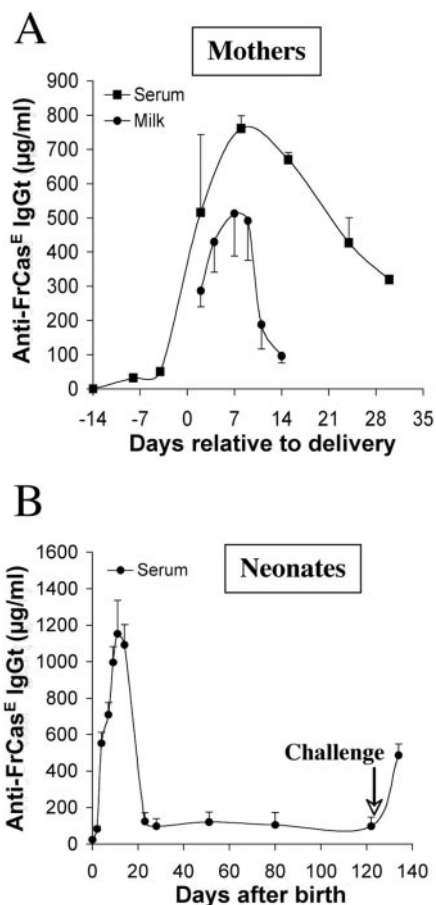 A
Mothers
900
800
700
600
500
400
300
200
100
0
Serum
Milk
Anti-FrCasᴱ IgGt (µg/ml)
-14 -7 0 7 14 21 28 35
Days relative to delivery
B
Neonates
1600
1400
1200
1000
800
600
400
200
0
Serum
Challenge
Anti-FrCasᴱ IgGt (µg/ml)
0 20 40 60 80 100 120 140
Days after birth